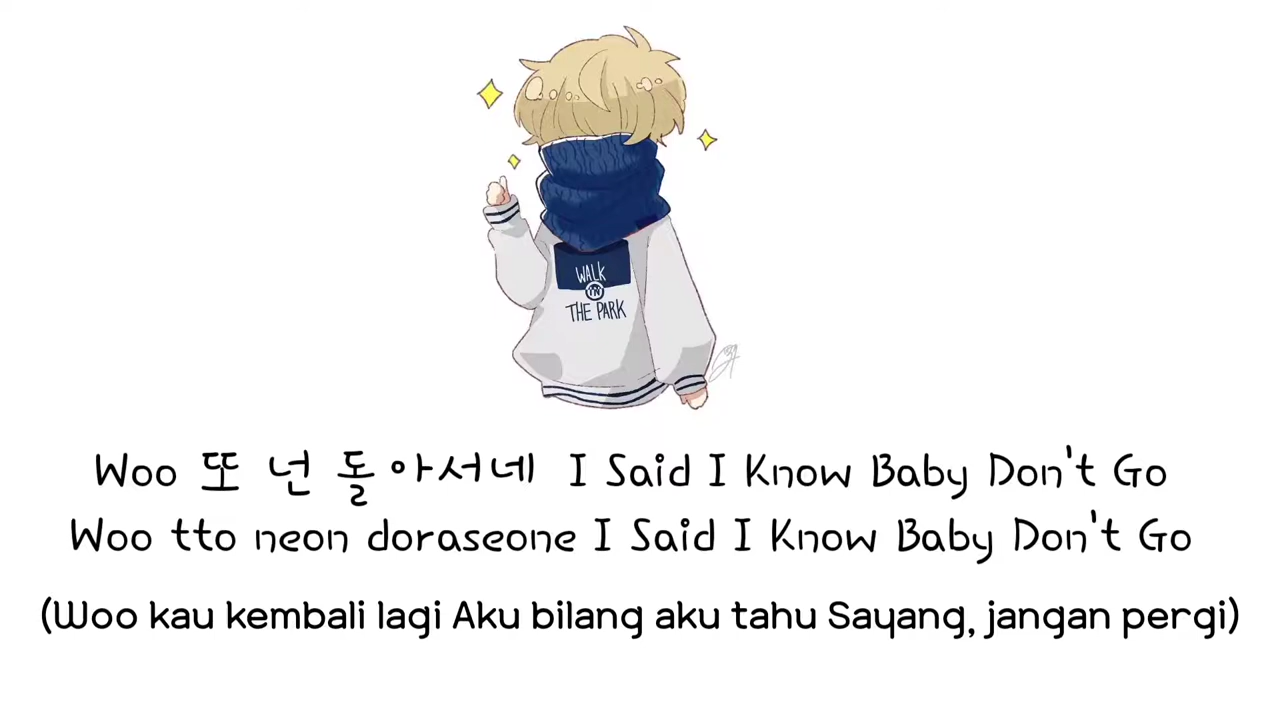 WALK
IN
THE PARK
Woo 또 넌 돌아서네 I Said I Know Baby Don't Go
Woo tto neon doraseone I Said I Know Baby Don't Go
(Woo kau kembali lagi Aku bilang aku tahu Sayang, jangan pergi)